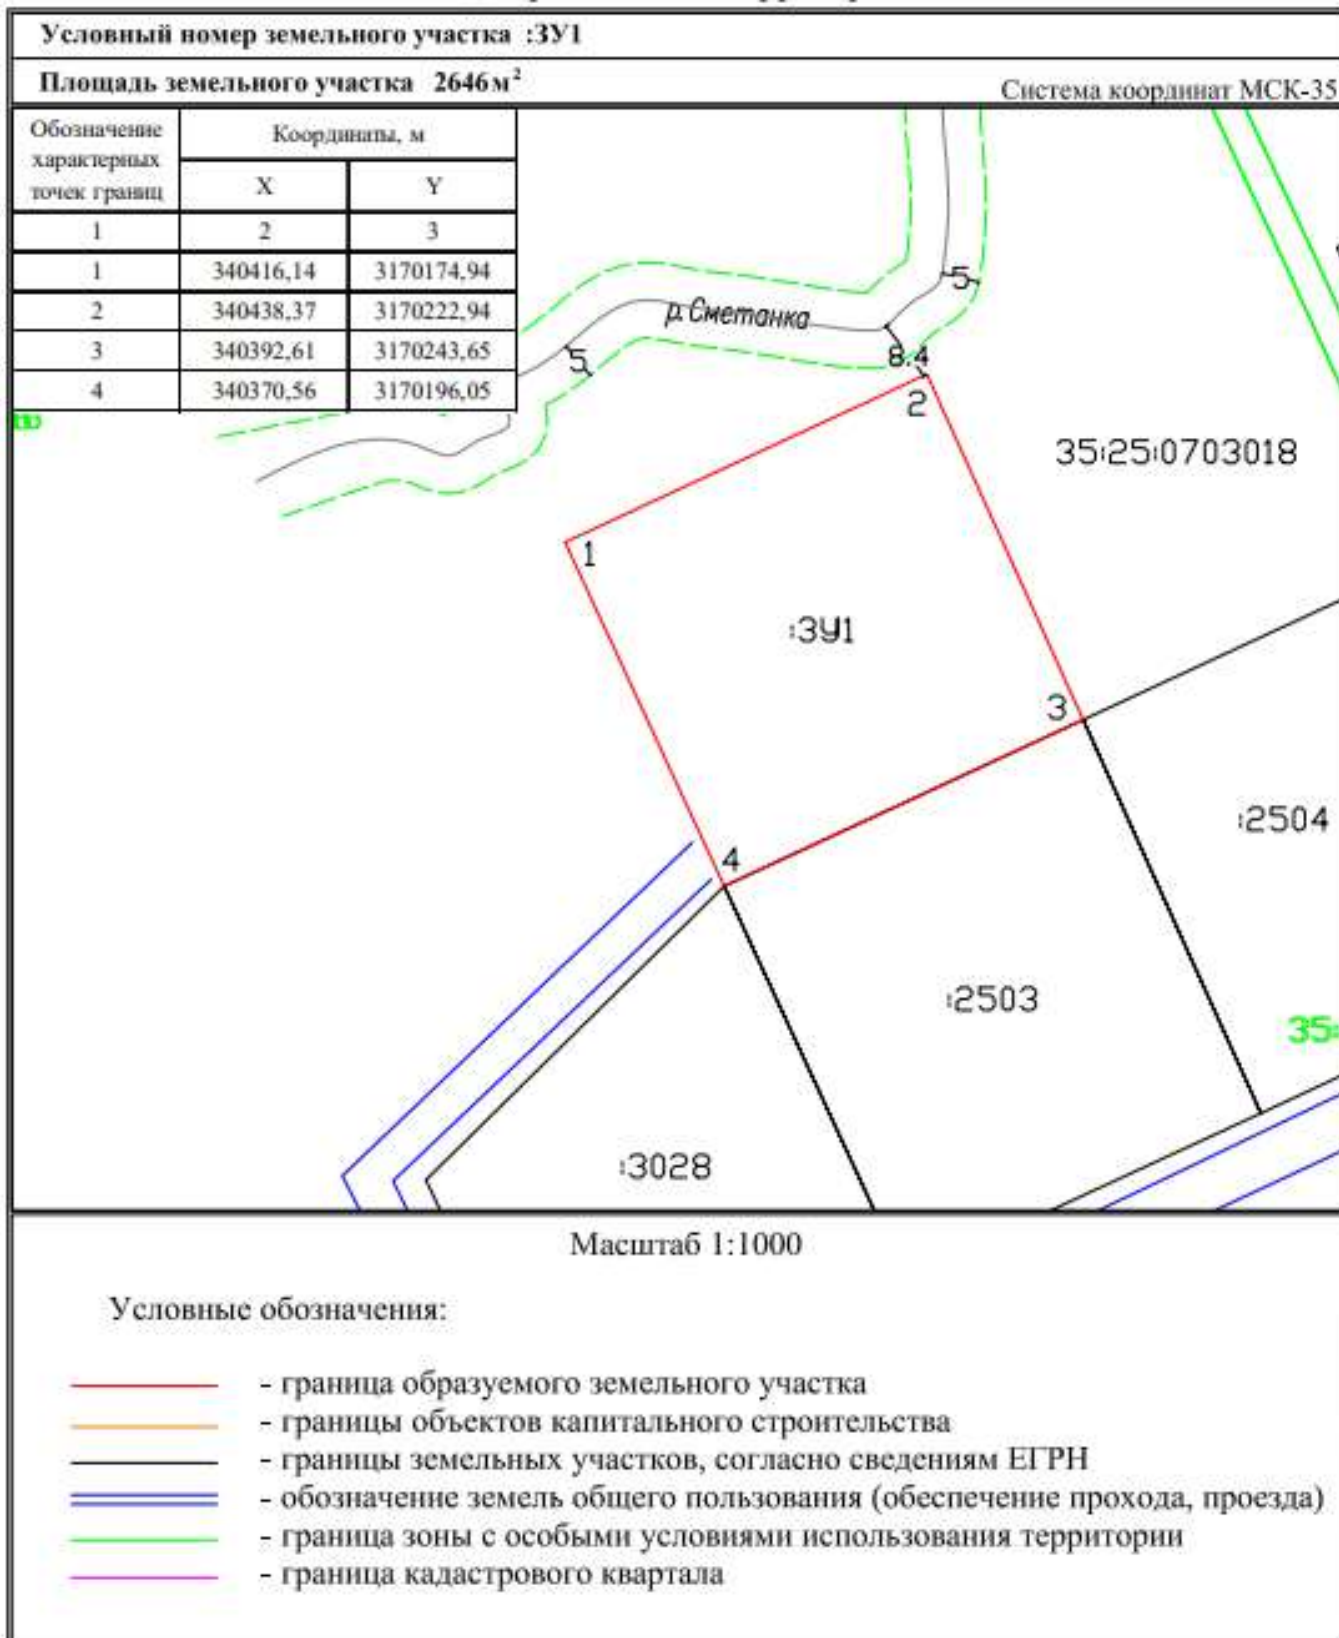 Условный номер земельного участка :ЗУ1
Площадь земельного участка 2646м²
Система координат МСК-35
Обозначение характерных точек границ
Координаты, м
X Y
1 2 3
1 340416,14 3170174,94
2 340438,37 3170222,94
3 340392,61 3170243,65
4 340370,56 3170196,05
5
р.Сметанка
5
8.4
2
35:25:0703018
1
:ЗУ1
3
:2504
4
:2503
35:
:3028
Масштаб 1:1000
Условные обозначения:
- граница образуемого земельного участка
- границы объектов капитального строительства
- границы земельных участков, согласно сведениям ЕГРН
- обозначение земель общего пользования (обеспечение прохода, проезда)
- граница зоны с особыми условиями использования территории
- граница кадастрового квартала